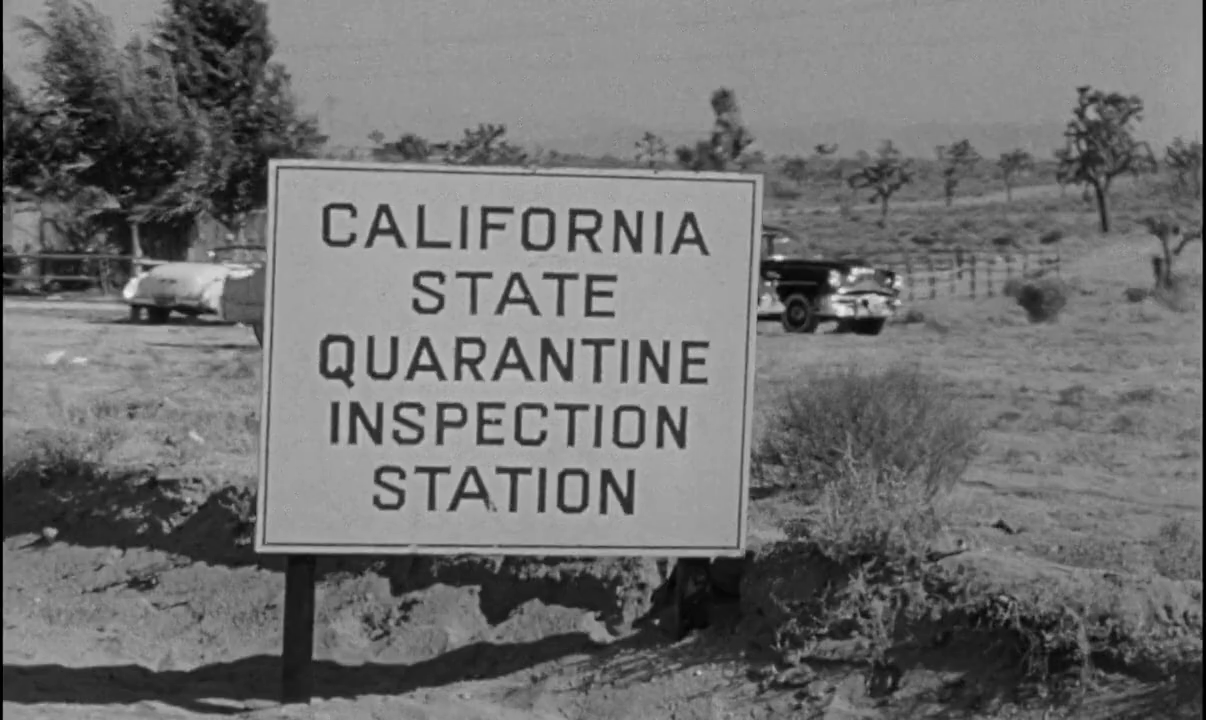 CALIFORNIA
STATE
QUARANTINE
INSPECTION
STATION